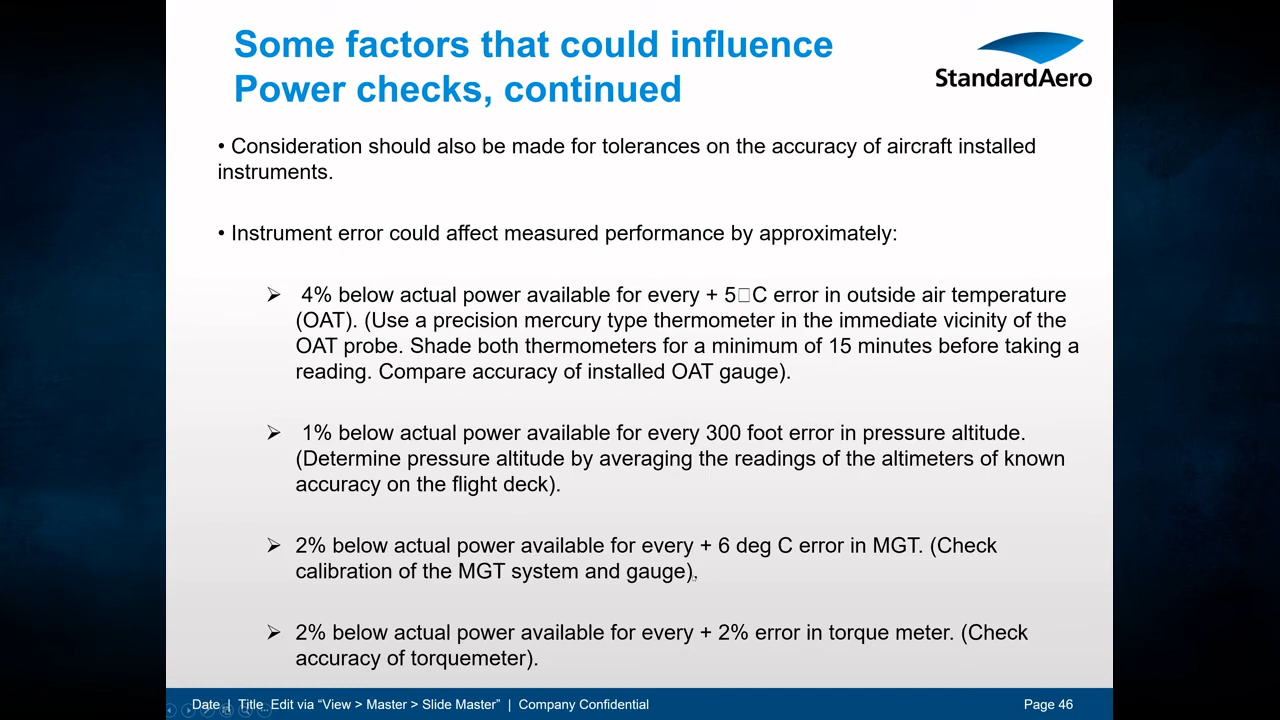 Some factors that could influence
Power checks, continued
StandardAero
• Consideration should also be made for tolerances on the accuracy of aircraft installed
instruments.
• Instrument error could affect measured performance by approximately:
➢ 4% below actual power available for every + 5□C error in outside air temperature
(OAT). (Use a precision mercury type thermometer in the immediate vicinity of the
OAT probe. Shade both thermometers for a minimum of 15 minutes before taking a
reading. Compare accuracy of installed OAT gauge).
➢ 1% below actual power available for every 300 foot error in pressure altitude.
(Determine pressure altitude by averaging the readings of the altimeters of known
accuracy on the flight deck).
➢ 2% below actual power available for every + 6 deg C error in MGT. (Check
calibration of the MGT system and gauge).
➢ 2% below actual power available for every + 2% error in torque meter. (Check
accuracy of torquemeter).
Date | Title Edit via “View > Master > Slide Master” | Company Confidential
Page 46